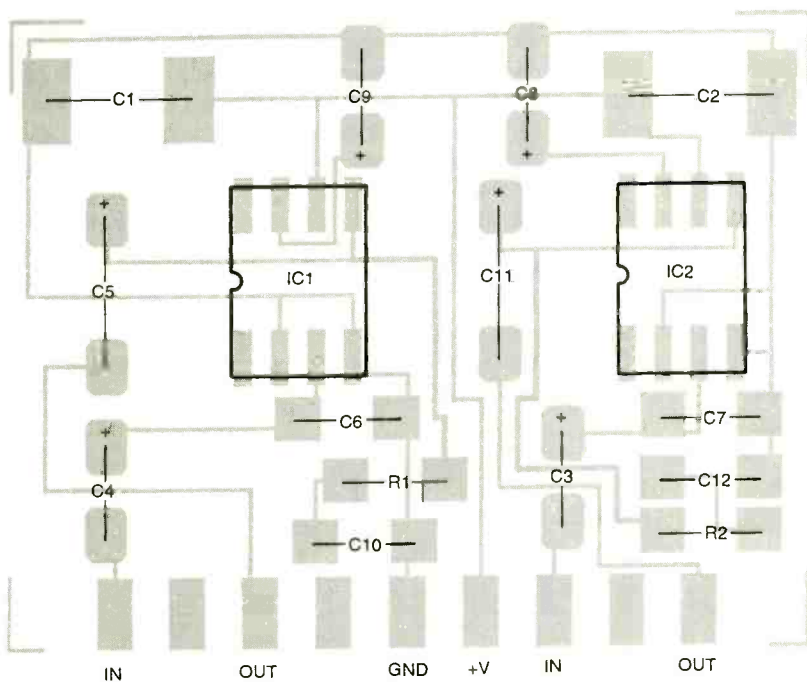 C1
C9
C8
C2
+
+
+
+
IC1
IC2
C5
C11
C6
C7
+
+
C4
R1
C3
C12
C10
R2
IN
OUT
GND
+V
IN
OUT